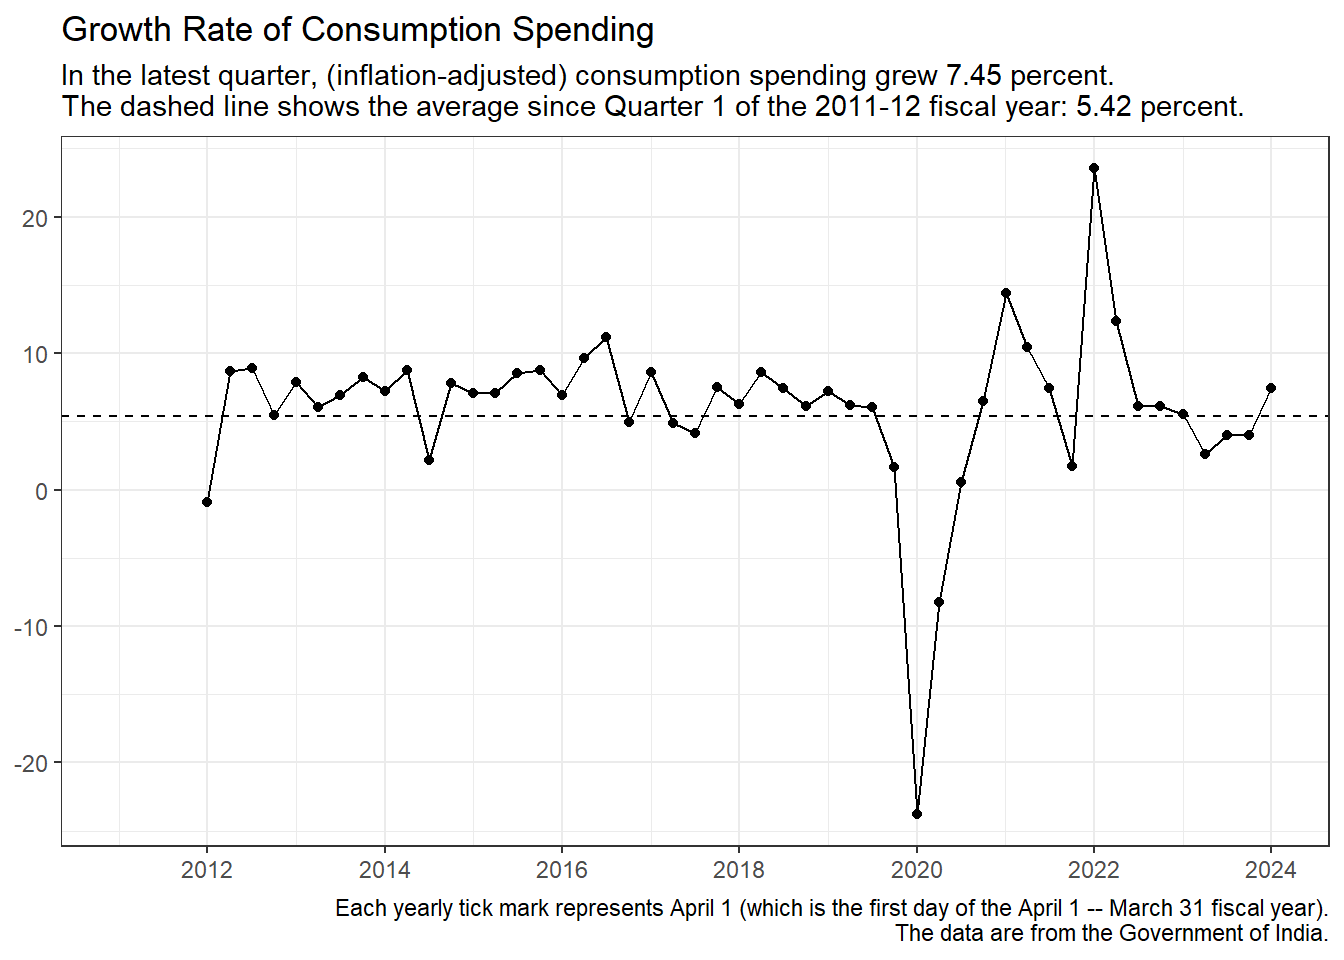 Growth Rate of Consumption Spending
In the latest quarter, (inflation-adjusted) consumption spending grew 7.45 percent.
The dashed line shows the average since Quarter 1 of the 2011-12 fiscal year: 5.42 percent.
20
10
0
-10
-20
2012 2014 2016 2018 2020 2022 2024
Each yearly tick mark represents April 1 (which is the first day of the April 1 -- March 31 fiscal year).
The data are from the Government of India.